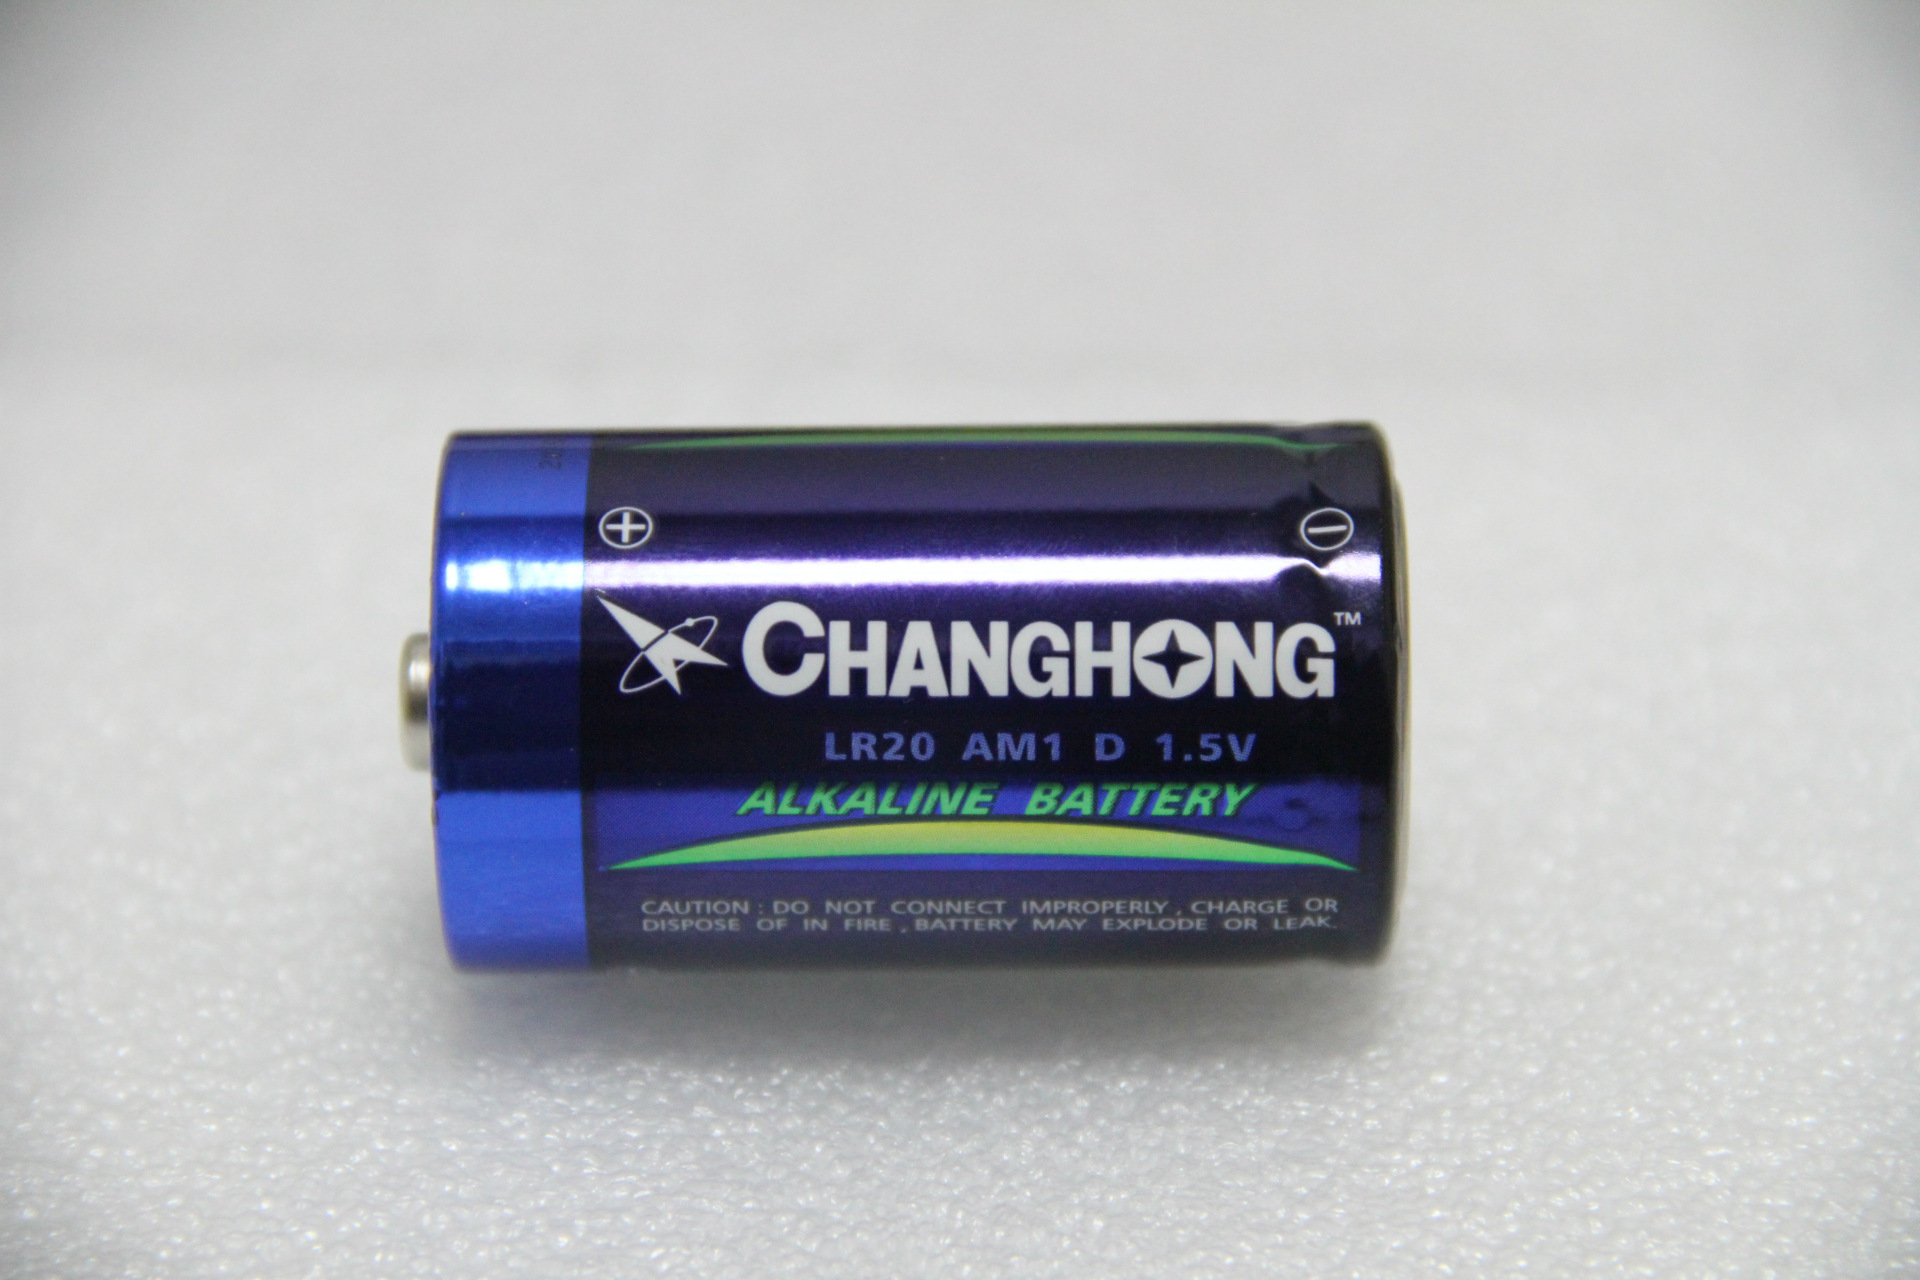 CHANGHONG™
LR20 AM1 D 1.5V
ALKALINE BATTERY
CAUTION : DO NOT CONNECT IMPROPERLY , CHARGE OR
DISPOSE OF IN FIRE , BATTERY MAY EXPLODE OR LEAK.